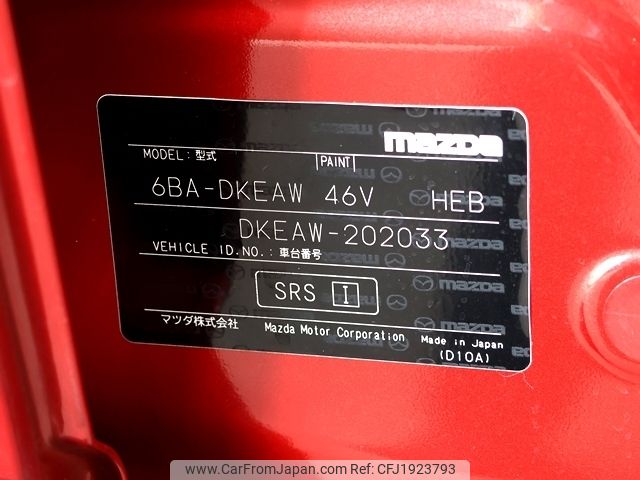 mazda
MODEL: 型式 PAINT
6BA-DKEAW 46V HEB
DKEAW-202033
VEHICLE ID.NO.: 車台番号
SRS I
マツダ株式会社 Mazda Motor Corporation Made in Japan
(D10A)
www.CarFromJapan.com Ref: CFJ1923793